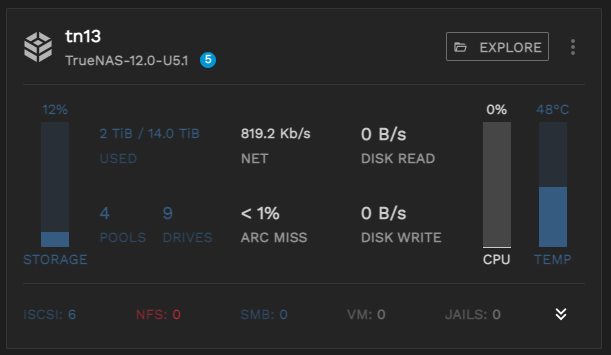 tn13
TrueNAS-12.0-U5.1 5
EXPLORE
12%
STORAGE
2 TiB / 14.0 TiB
USED
4 9
POOLS DRIVES
819.2 Kb/s
NET
< 1%
ARC MISS
0 B/s
DISK READ
0 B/s
DISK WRITE
0%
CPU
48°C
TEMP
ISCSI: 6 NFS: 0 SMB: 0 VM: 0 JAILS: 0